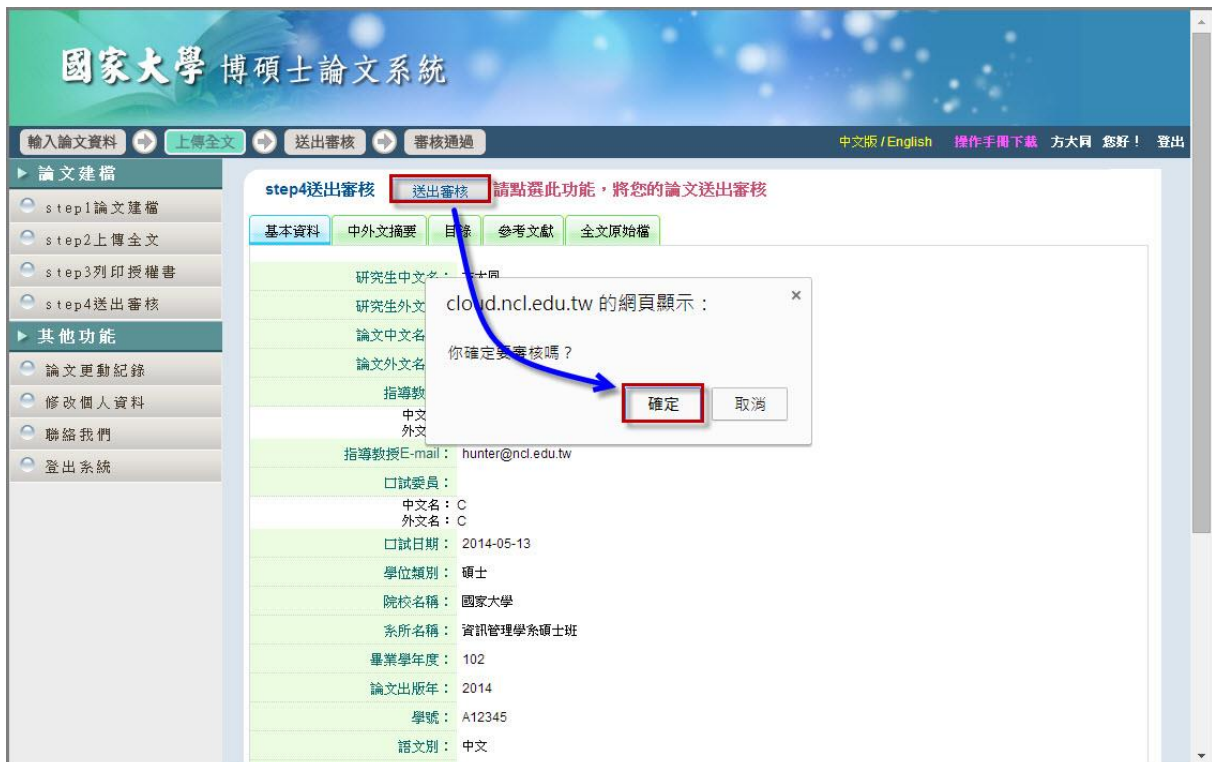 國家大學 博碩士論文系統
輸入論文資料 上傳全文 送出審核 審核通過 中文版 / English 操作手冊下載 方大同 您好！ 登出
論文建檔
step1論文建檔
step2上傳全文
step3列印授權書
step4送出審核
其他功能
論文更動紀錄
修改個人資料
聯絡我們
登出系統
step4送出審核 送出審核 請點選此功能，將您的論文送出審核
基本資料 中外文摘要 目錄 參考文獻 全文原始檔
研究生中文名：
研究生外文
論文中文名
論文外文名
指導教
中文
外文
cloud.ncl.edu.tw 的網頁顯示：
×
你確定要審核嗎？
確定 取消
指導教授E-mail： hunter@ncl.edu.tw
口試委員：
中文名： C
外文名： C
口試日期： 2014-05-13
學位類別： 碩士
院校名稱： 國家大學
系所名稱： 資訊管理學系碩士班
畢業學年度： 102
論文出版年： 2014
學號： A12345
語文別： 中文